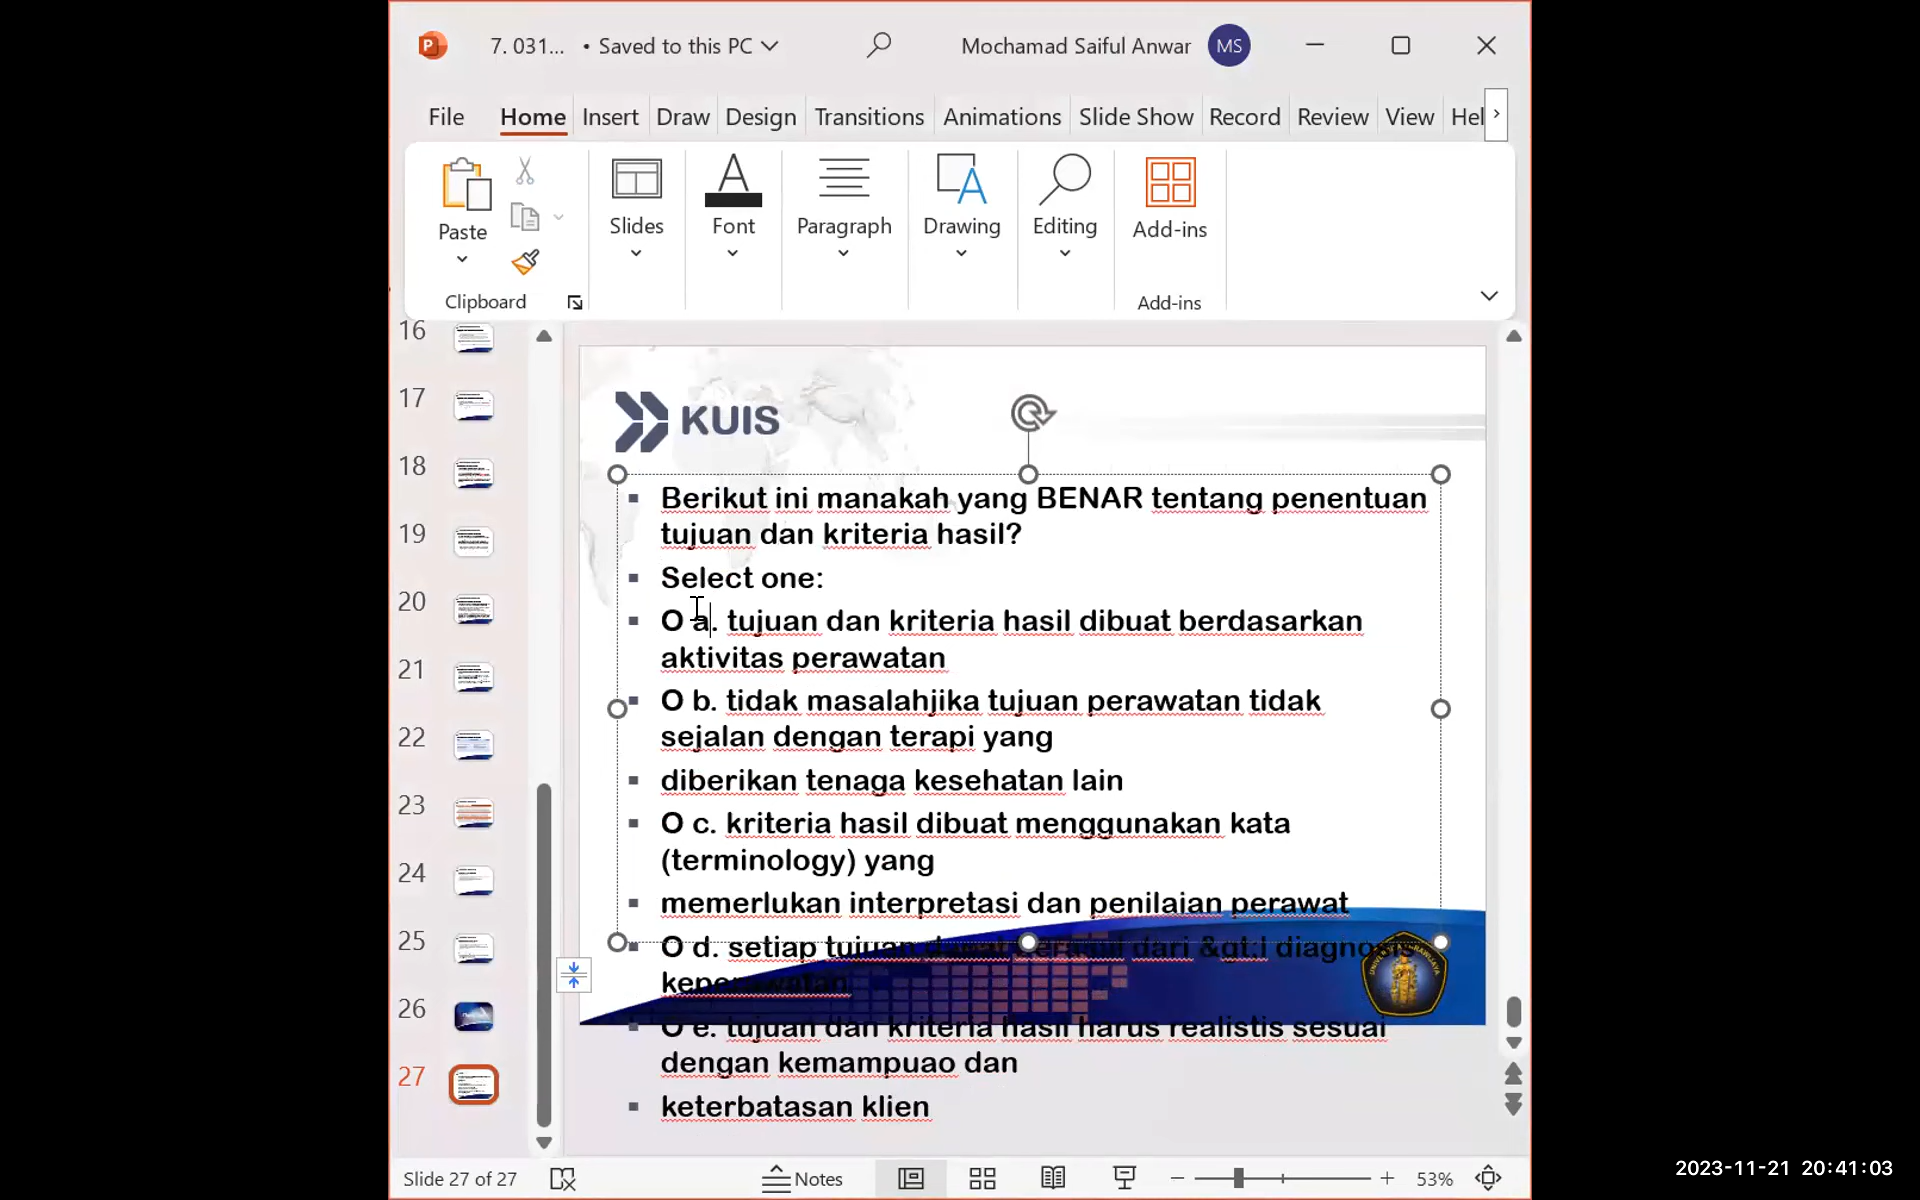 7. 031... • Saved to this PC
Mochamad Saiful Anwar MS
File Home Insert Draw Design Transitions Animations Slide Show Record Review View Hel
Paste
Slides
Font
Paragraph
Drawing
Editing
Add-ins
Clipboard
Add-ins
16
17
18
19
20
21
22
23
24
25
26
27
KUIS
Berikut ini manakah yang BENAR tentang penentuan
tujuan dan kriteria hasil?
Select one:
O a. tujuan dan kriteria hasil dibuat berdasarkan
aktivitas perawatan
O b. tidak masalahjika tujuan perawatan tidak
sejalan dengan terapi yang
diberikan tenaga kesehatan lain
O c. kriteria hasil dibuat menggunakan kata
(terminology) yang
memerlukan interpretasi dan penilaian perawat
O d. setiap tujuan dari &gt;l diagnosis
keperawatan
O e. tujuan dan kriteria hasil harus realistis sesuai
dengan kemampuao dan
keterbatasan klien
Slide 27 of 27
Notes
53%
2023-11-21 20:41:03